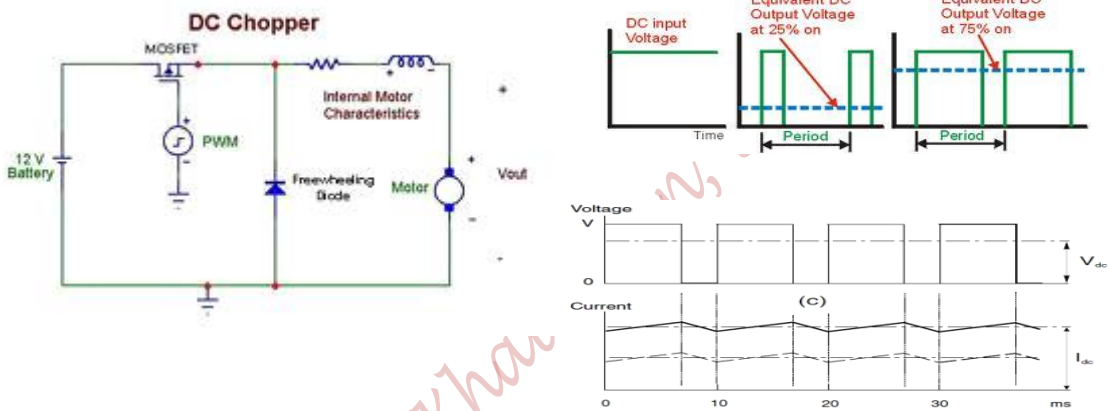 DC Chopper
MOSFET
PWM
12 V
Battery
Internal Motor
Characteristics
Freewheeling
Diode
Motor
Vout
DC input
Voltage
Time
Equivalent DC
Output Voltage
at 25% on
Period
Equivalent DC
Output Voltage
at 75% on
Period
Voltage
V
0
V dc
(c)
Current
I dc
0
10
20
30
ms